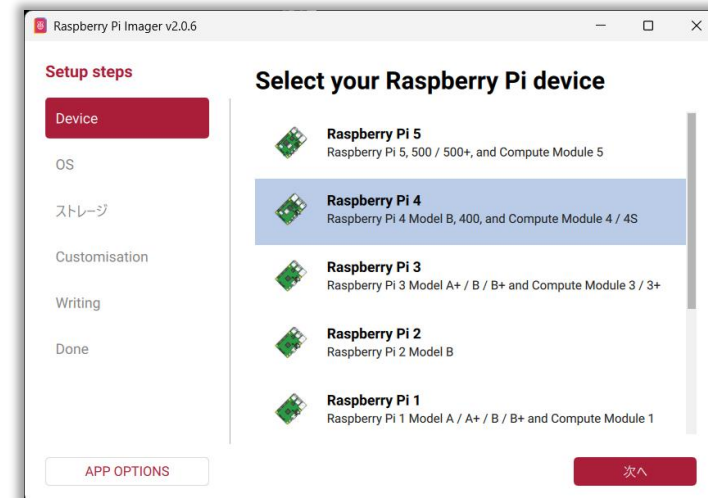 Raspberry Pi Imager v2.0.6
Setup steps
Device
OS
ストレージ
Customisation
Writing
Done
APP OPTIONS
Select your Raspberry Pi device
Raspberry Pi 5
Raspberry Pi 5, 500 / 500+, and Compute Module 5
Raspberry Pi 4
Raspberry Pi 4 Model B, 400, and Compute Module 4 / 4S
Raspberry Pi 3
Raspberry Pi 3 Model A+ / B / B+ and Compute Module 3 / 3+
Raspberry Pi 2
Raspberry Pi 2 Model B
Raspberry Pi 1
Raspberry Pi 1 Model A / A+ / B / B+ and Compute Module 1
次へ